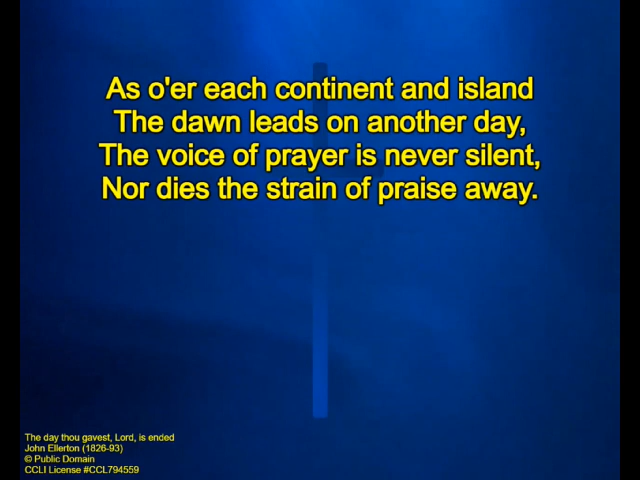 As o'er each continent and island
The dawn leads on another day,
The voice of prayer is never silent,
Nor dies the strain of praise away.
The day thou gavest, Lord, is ended
John Ellerton (1826-93)
© Public Domain
CCLI License #CCL794559